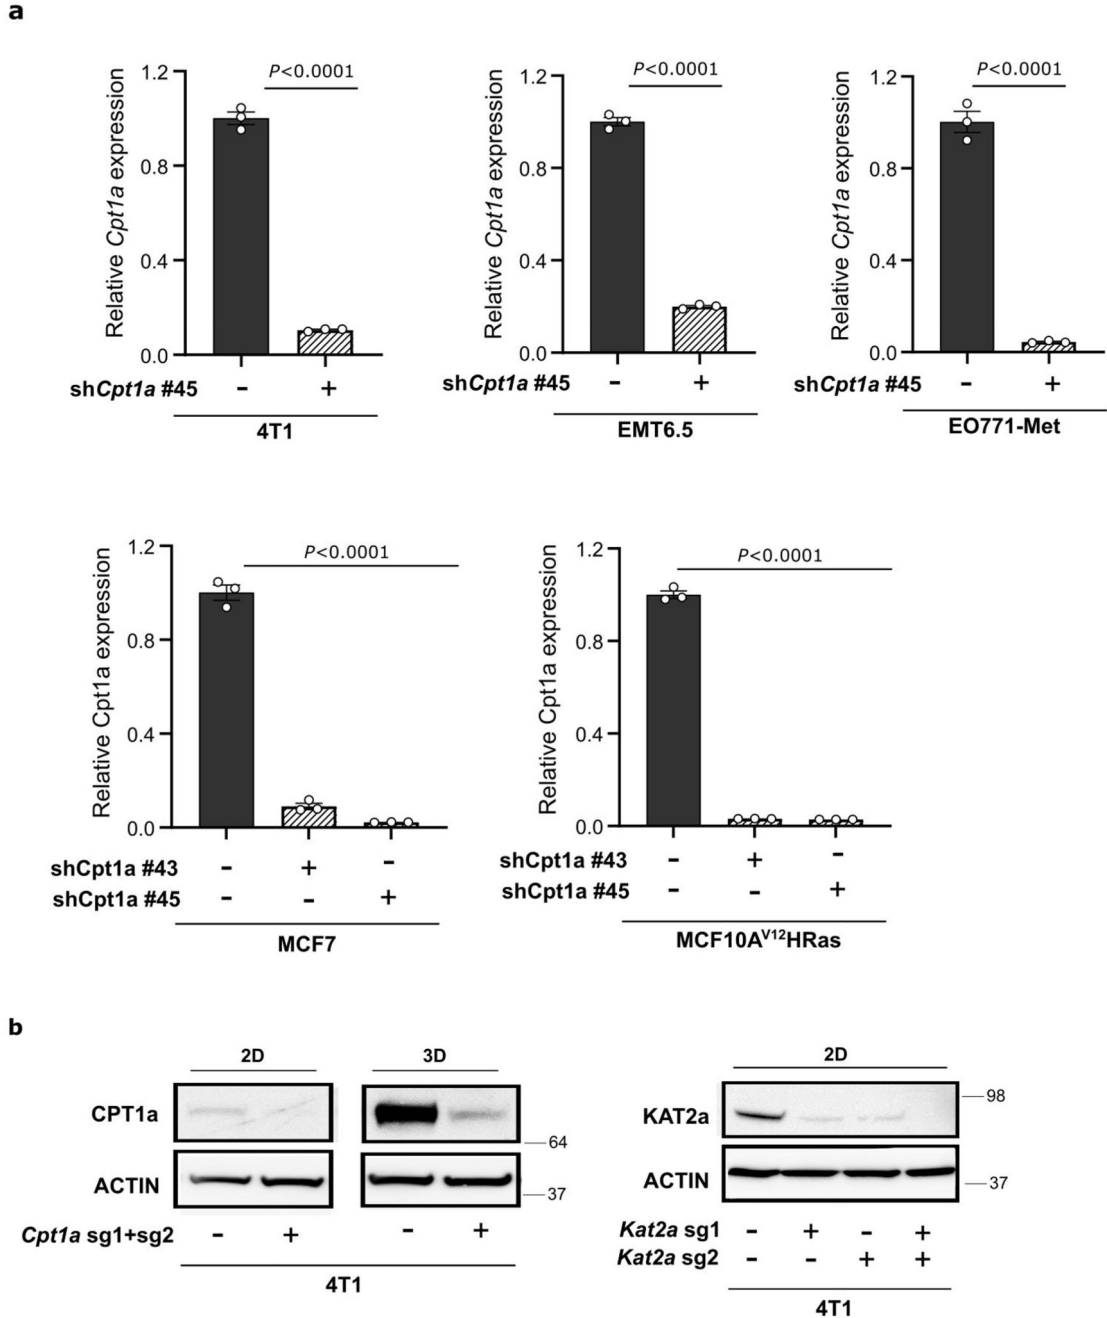 a
P<0.0001
P<0.0001
P<0.0001
Relative Cpt1a expression
1.2
0.8
0.4
0.0
Relative Cpt1a expression
1.2
0.8
0.4
0.0
Relative Cpt1a expression
1.2
0.8
0.4
0.0
shCpt1a #45 - +
shCpt1a #45 - +
shCpt1a #45 - +
4T1
EMT6.5
EO771-Met
P<0.0001
P<0.0001
Relative Cpt1a expression
1.2
0.8
0.4
0.0
Relative Cpt1a expression
1.2
0.8
0.4
0.0
shCpt1a #43 - + -
shCpt1a #45 - - +
MCF7
shCpt1a #43 - + -
shCpt1a #45 - - +
MCF10AV12HRas
b
2D
3D
CPT1a
64
ACTIN
37
Cpt1a sg1+sg2 - + - +
4T1
2D
KAT2a
98
ACTIN
37
Kat2a sg1 - + - +
Kat2a sg2 - - + +
4T1